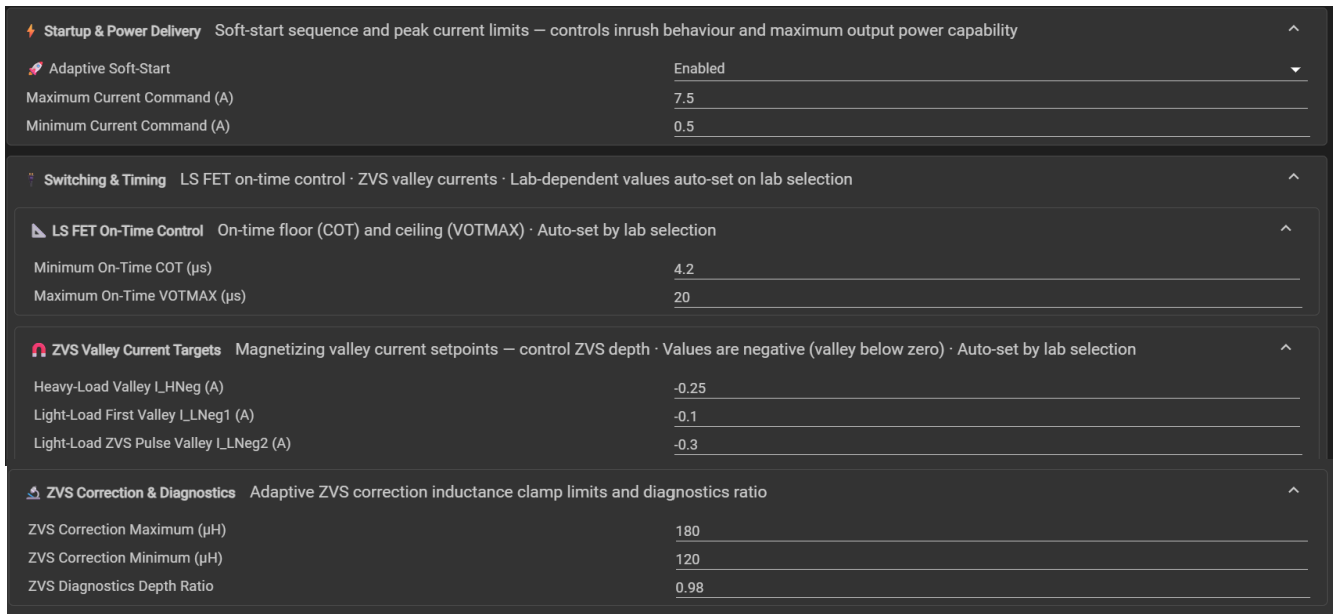 Startup & Power Delivery Soft-start sequence and peak current limits — controls inrush behaviour and maximum output power capability
Adaptive Soft-Start Enabled
Maximum Current Command (A) 7.5
Minimum Current Command (A) 0.5
Switching & Timing LS FET on-time control · ZVS valley currents · Lab-dependent values auto-set on lab selection
LS FET On-Time Control On-time floor (COT) and ceiling (VOTMAX) · Auto-set by lab selection
Minimum On-Time COT (µs) 4.2
Maximum On-Time VOTMAX (µs) 20
ZVS Valley Current Targets Magnetizing valley current setpoints — control ZVS depth · Values are negative (valley below zero) · Auto-set by lab selection
Heavy-Load Valley I_HNeg (A) -0.25
Light-Load First Valley I_LNeg1 (A) -0.1
Light-Load ZVS Pulse Valley I_LNeg2 (A) -0.3
ZVS Correction & Diagnostics Adaptive ZVS correction inductance clamp limits and diagnostics ratio
ZVS Correction Maximum (µH) 180
ZVS Correction Minimum (µH) 120
ZVS Diagnostics Depth Ratio 0.98